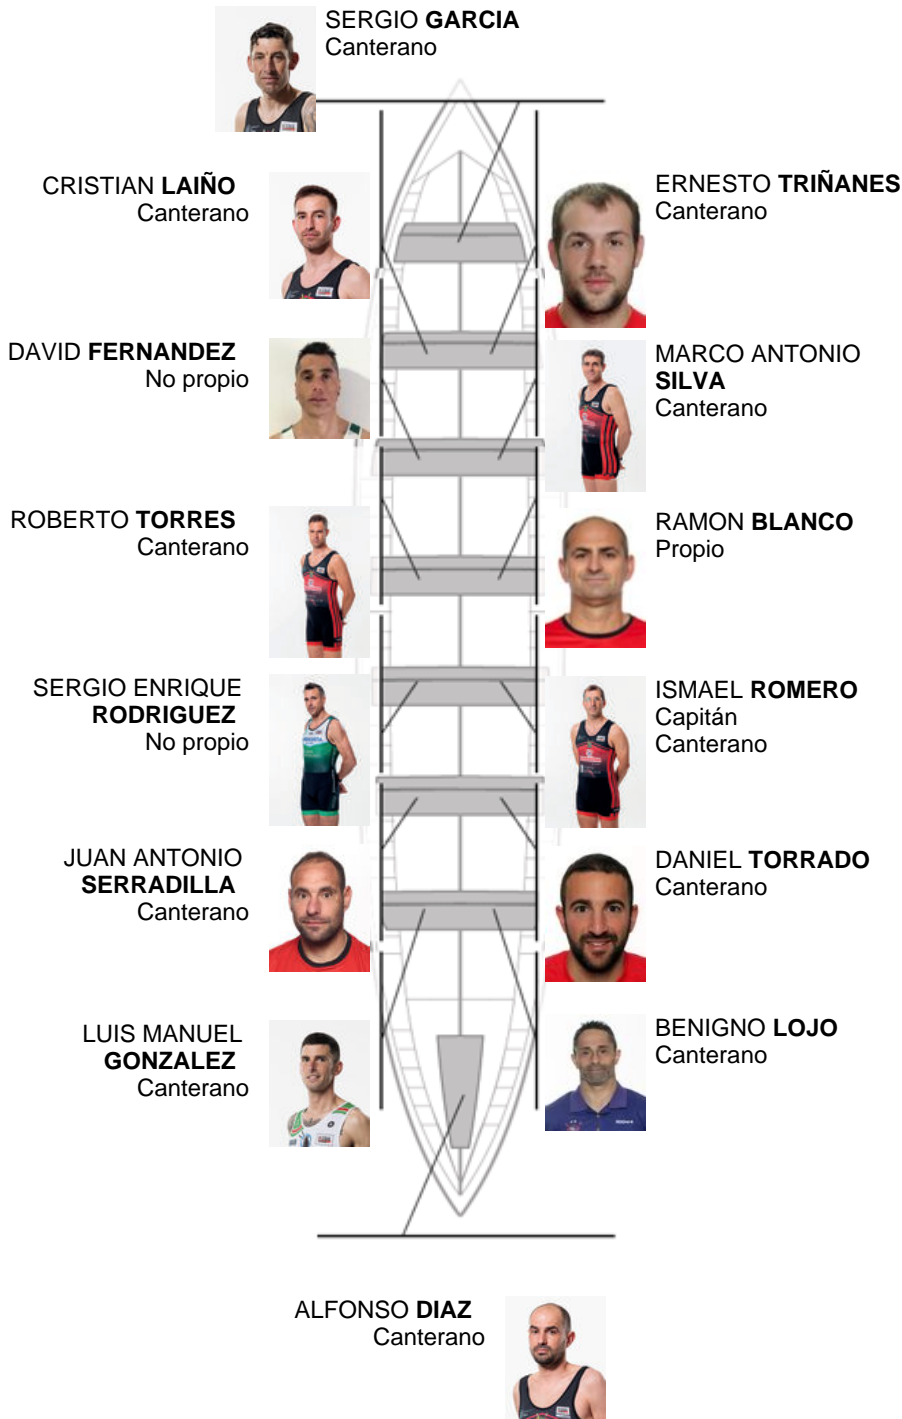 SERGIO GARCIA
Canterano
CRISTIAN LAIÑO
Canterano
ERNESTO TRIÑANES
Canterano
DAVID FERNANDEZ
No propio
MARCO ANTONIO
SILVA
Canterano
ROBERTO TORRES
Canterano
RAMON BLANCO
Propio
SERGIO ENRIQUE
RODRIGUEZ
No propio
ISMAEL ROMERO
Capitán
Canterano
JUAN ANTONIO
SERRADILLA
Canterano
DANIEL TORRADO
Canterano
LUIS MANUEL
GONZALEZ
Canterano
BENIGNO LOJO
Canterano
ALFONSO DIAZ
Canterano